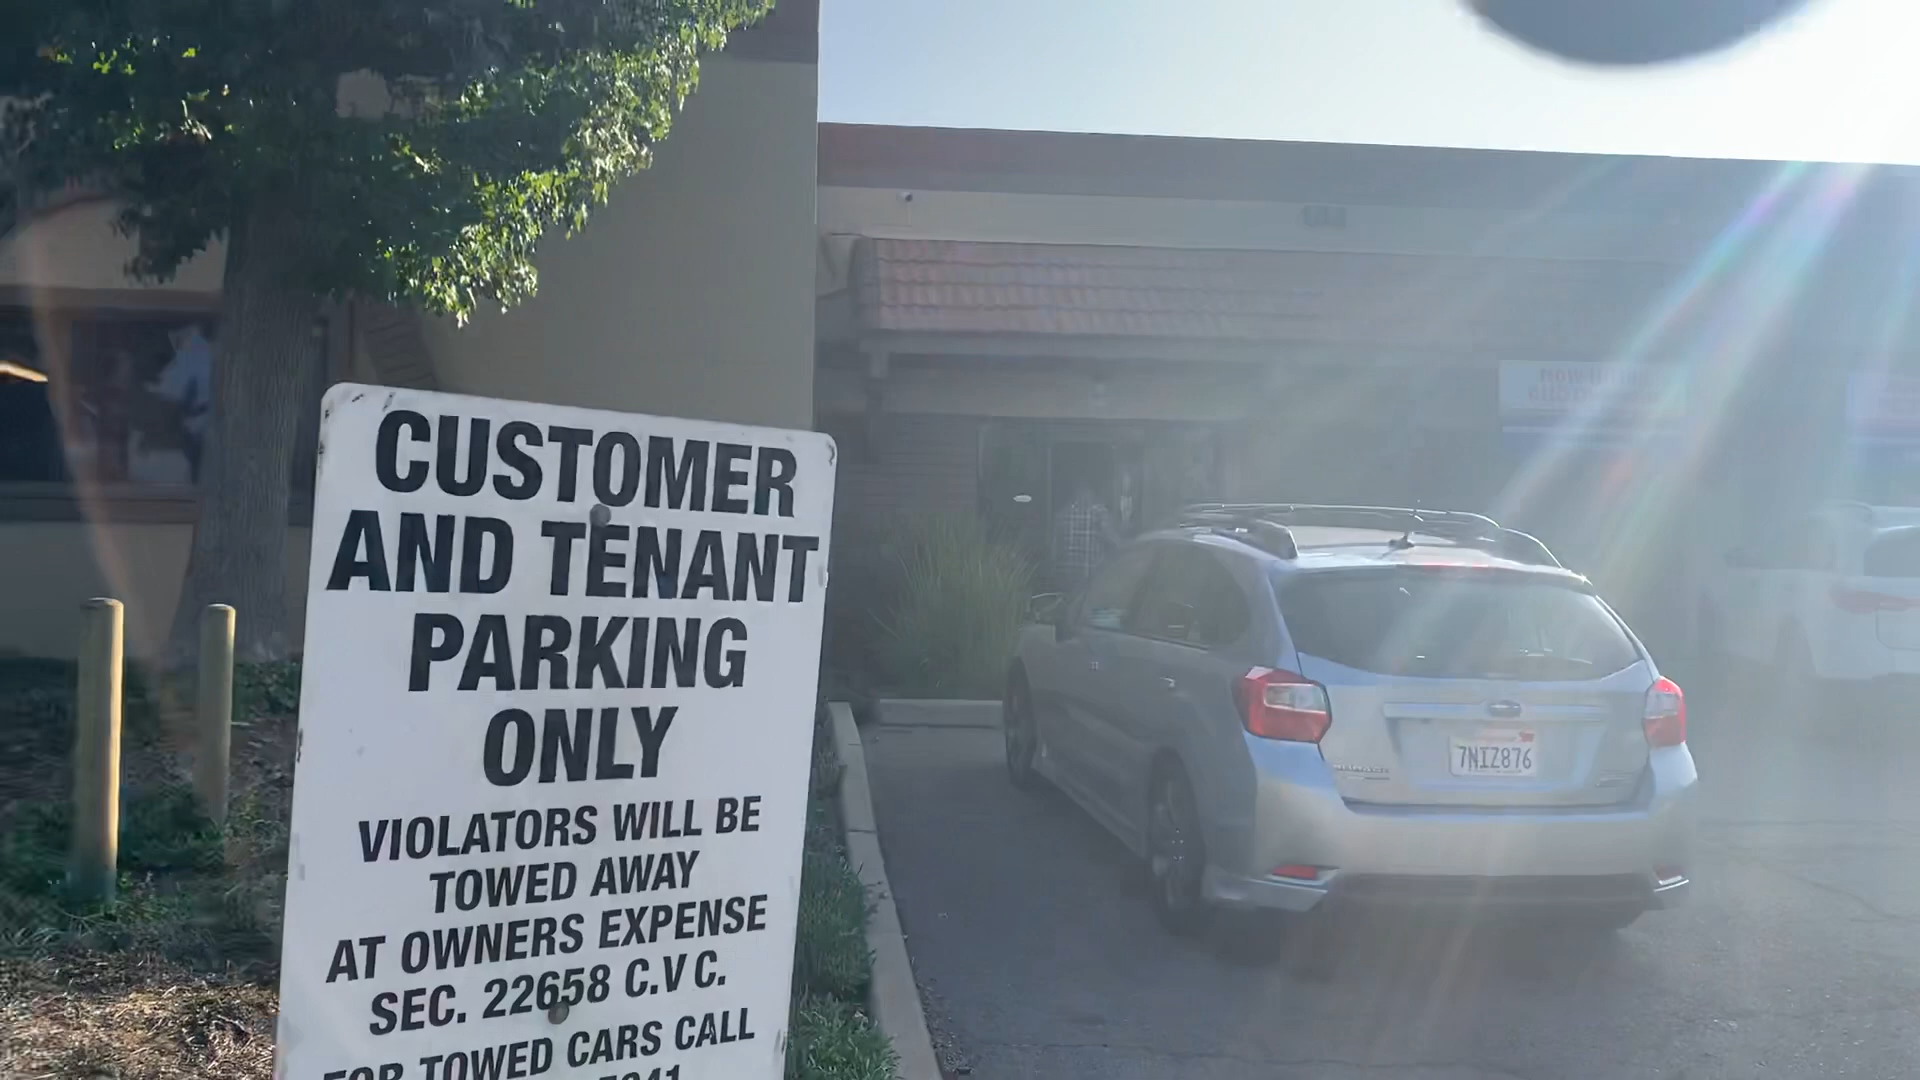 CUSTOMER
AND TENANT
PARKING
ONLY
VIOLATORS WILL BE
TOWED AWAY
AT OWNERS EXPENSE
SEC. 22658 C.V C.
FOR TOWED CARS CALL
5041
7NIZ876